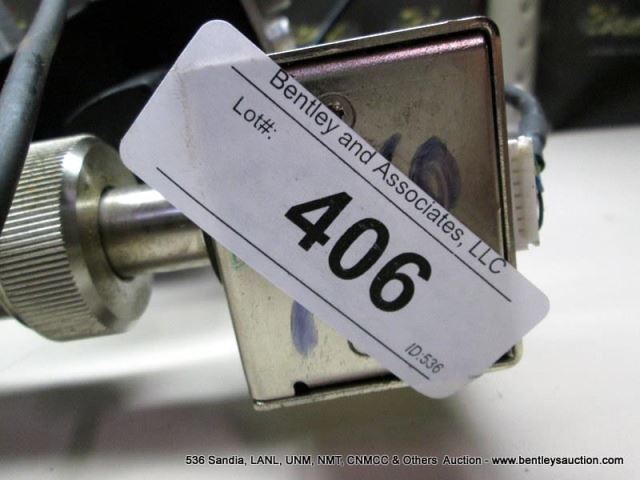 Bentley and Associates, LLC
Lot#:
406
ID:536
536 Sandia, LANL, UNM, NMT, CNMCC & Others Auction - www.bentleysauction.com